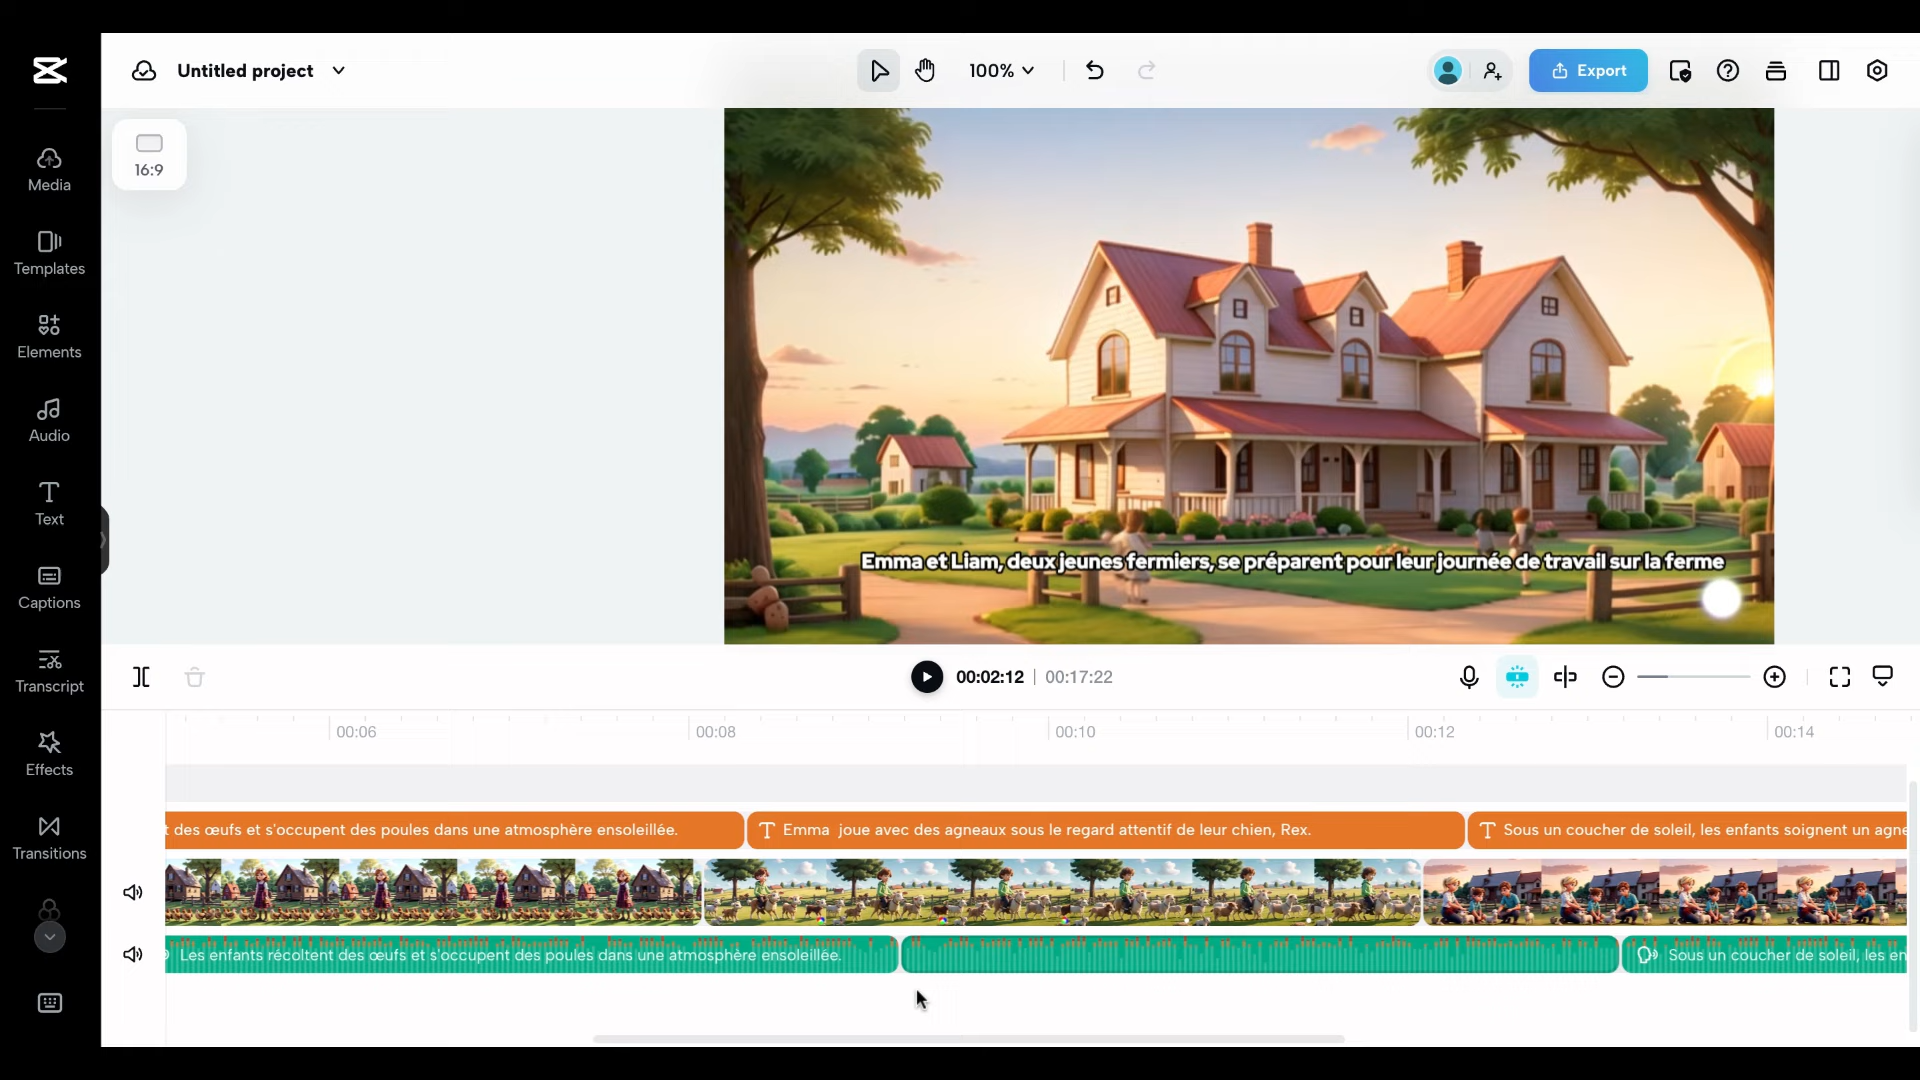 Untitled project
100%
Export
16:9
Media
Templates
Elements
Audio
Text
Captions
Transcript
Effects
Transitions
Emma et Liam, deux jeunes fermiers, se préparent pour leur journée de travail sur la ferme
00:02:12 | 00:17:22
00:06
00:08
00:10
00:12
00:14
des œufs et s'occupent des poules dans une atmosphère ensoleillée.
Emma joue avec des agneaux sous le regard attentif de leur chien, Rex.
Sous un coucher de soleil, les enfants soignent un agne
Les enfants récoltent des œufs et s'occupent des poules dans une atmosphère ensoleillée.
Sous un coucher de soleil, les en